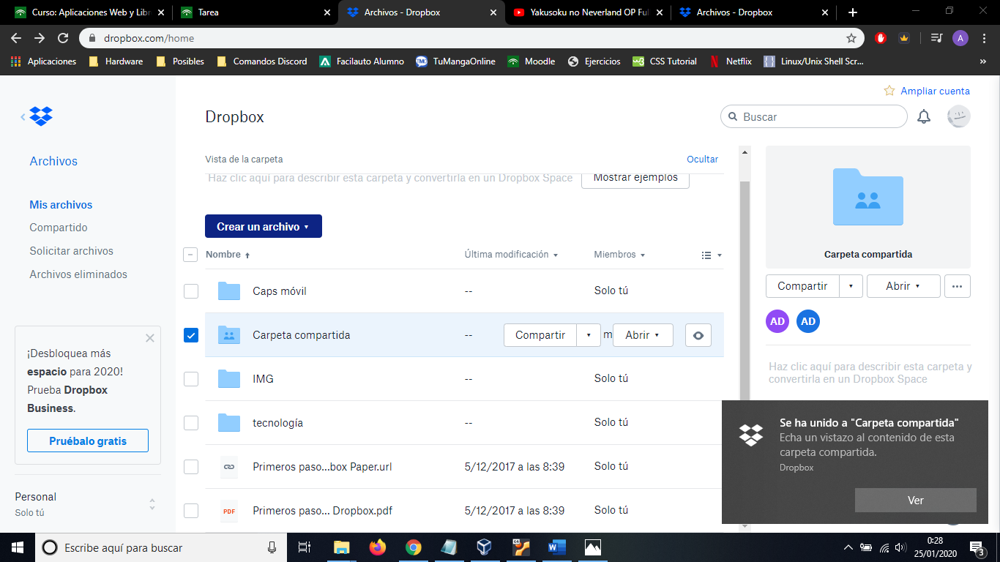 Curso: Aplicaciones Web y Libr
Tarea
Archivos - Dropbox
Yakusoku no Neverland OP Ful
Archivos - Dropbox
dropbox.com/home
A
Aplicaciones
Hardware
Posibles
Comandos Discord
Facilauto Alumno
TuMangaOnline
Moodle
Ejercicios
CSS Tutorial
Netflix
Linux/Unix Shell Scr...
Ampliar cuenta
Dropbox
Buscar
Archivos
Vista de la carpeta
Ocultar
Haz clic aquí para describir esta carpeta y convertirla en un Dropbox Space
Mostrar ejemplos
Mis archivos
Compartido
Solicitar archivos
Archivos eliminados
Crear un archivo
Nombre
Última modificación
Miembros
Caps móvil
--
Solo tú
Carpeta compartida
--
Compartir
m
Abrir
IMG
--
Solo tú
tecnología
--
Solo tú
Primeros paso...box Paper.url
5/12/2017 a las 8:39
Solo tú
PDF
Primeros paso... Dropbox.pdf
5/12/2017 a las 8:39
Solo tú
Carpeta compartida
Compartir
Abrir
AD
AD
Haz clic aquí para describir esta carpeta y
convertirla en un Dropbox Space
¡Desbloquea más
espacio para 2020!
Prueba Dropbox
Business.
Pruébalo gratis
Personal
Solo tú
Se ha unido a "Carpeta compartida"
Echa un vistazo al contenido de esta
carpeta compartida.
Dropbox
Ver
Escribe aquí para buscar
0:28
25/01/2020
3